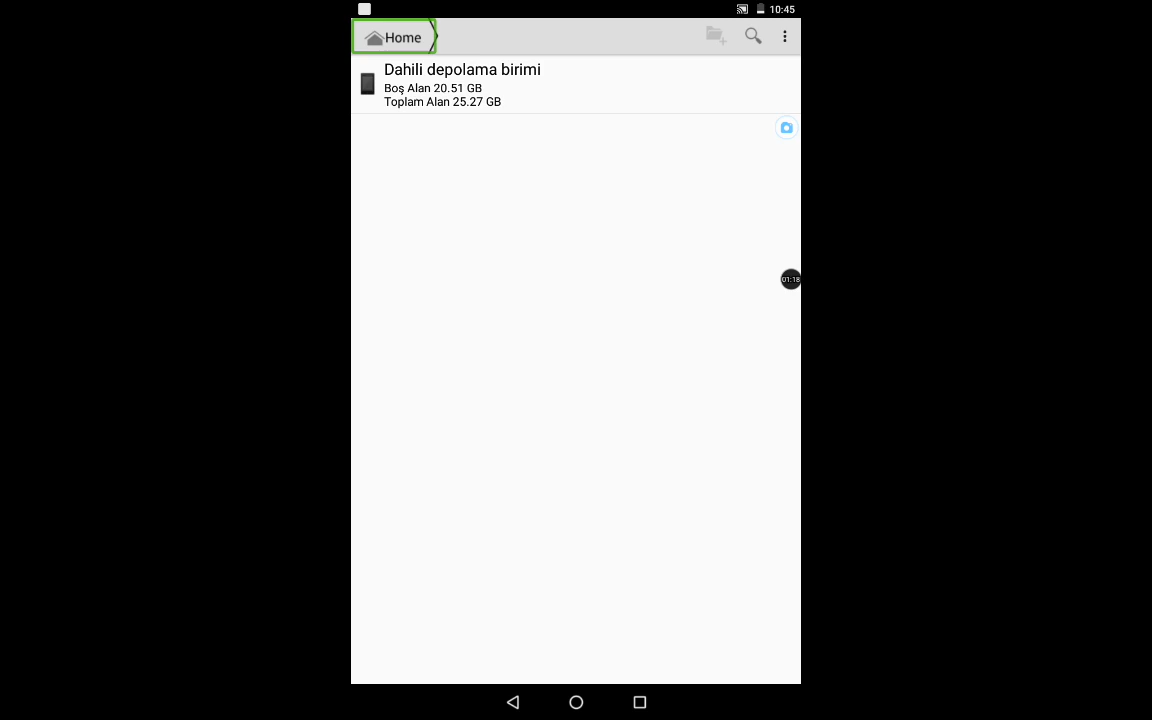 10:45
Home
Dahili depolama birimi
Boş Alan 20.51 GB
Toplam Alan 25.27 GB
01:18